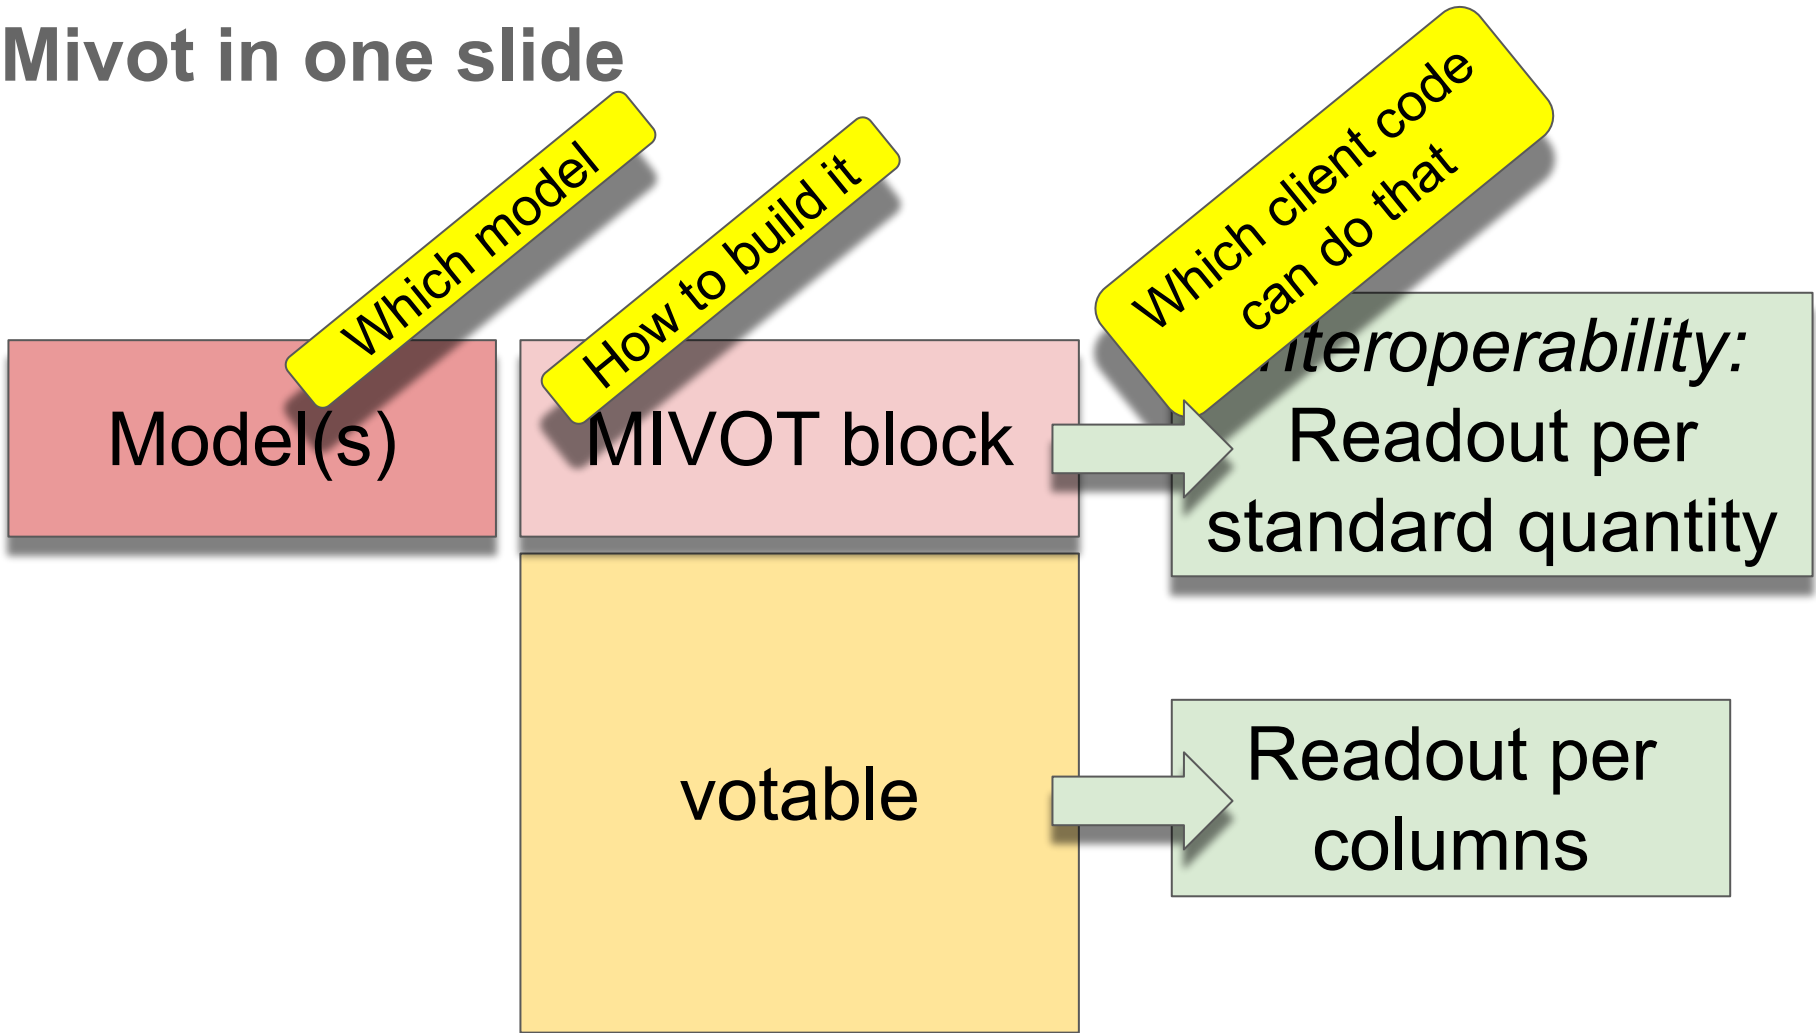 Mivot in one slide
Which model
How to build it
Which client code
can do that
Model(s)
MIVOT block
nteroperability:
Readout per
standard quantity
votable
Readout per
columns